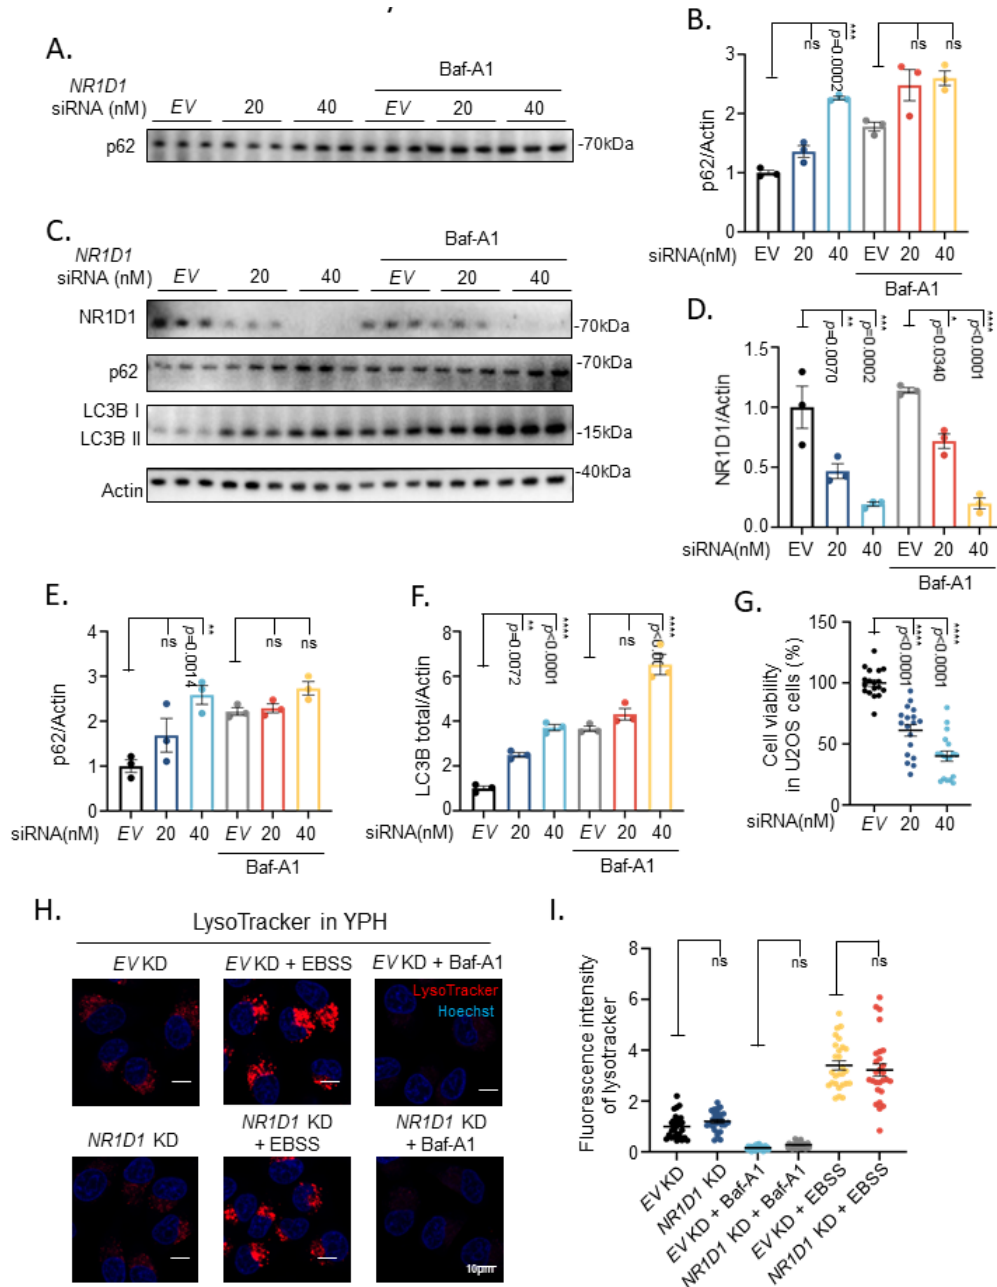 A.
Baf-A1
NR1D1
siRNA (nM) EV 20 40 EV 20 40
p62 -70kDa
B.
*** p=0.0002
ns ns ns
p62/Actin
3
2
1
0
siRNA(nM) EV 20 40 EV 20 40
Baf-A1
C.
Baf-A1
NR1D1
siRNA (nM) EV 20 40 EV 20 40
NR1D1 -70kDa
p62 -70kDa
LC3B I
LC3B II -15kDa
-40kDa
Actin
D.
** p=0.0070
*** p=0.0002
* p=0.0340
**** p<0.0001
NR1D1/Actin
1.5
1.0
0.5
0.0
siRNA(nM) EV 20 40 EV 20 40
Baf-A1
E.
ns
** p=0.0014
ns ns
p62/Actin
4
3
2
1
0
siRNA(nM) EV 20 40 EV 20 40
Baf-A1
F.
** p=0.0072
**** p<0.0001
ns
****
LC3B total/Actin
8
6
4
2
0
siRNA(nM) EV 20 40 EV 20 40
Baf-A1
G.
**** p<0.0001
**** p<0.0001
Cell viability
in U2OS cells (%)
150
100
50
0
siRNA(nM) EV 20 40
H.
LysoTracker in YPH
EV KD EV KD + EBSS EV KD + Baf-A1
LysoTracker
Hoechst
NR1D1 KD
NR1D1 KD
+ EBSS
NR1D1 KD
+ Baf-A1
10μm
I.
ns ns ns
Fluorescence intensity
of lysotracker
8
6
4
2
0
EV KD
NR1D1 KD
EV KD + Baf-A1
NR1D1 KD + Baf-A1
EV KD + EBSS
NR1D1 KD + EBSS